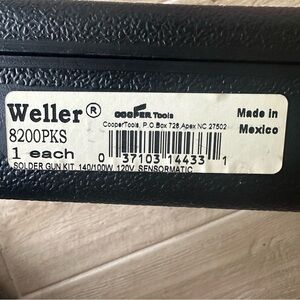 Weller® COOPER Tools Made in
CooperTools, P.O.Box 728 Apex NC 27502 Mexico
8200PKS
1 each 0 37103 14433 1
SOLDER GUN KIT, 140/100W, 120V, SENSORMATIC